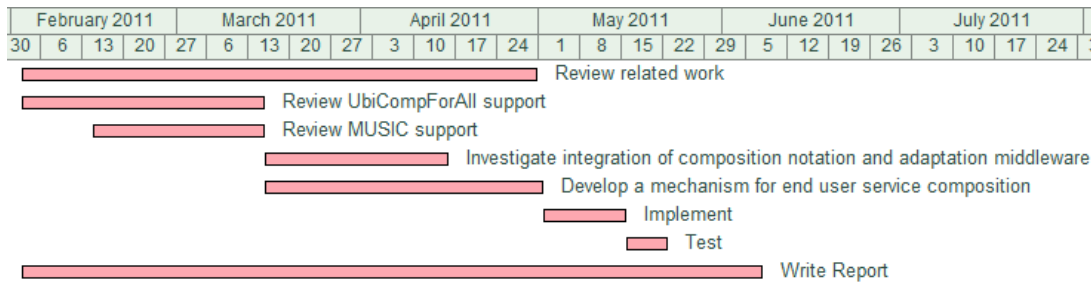 February 2011 March 2011 April 2011 May 2011 June 2011 July 2011
30 6 13 20 27 6 13 20 27 3 10 17 24 1 8 15 22 29 5 12 19 26 3 10 17 24
Review related work
Review UbiCompForAll support
Review MUSIC support
Investigate integration of composition notation and adaptation middleware
Develop a mechanism for end user service composition
Implement
Test
Write Report